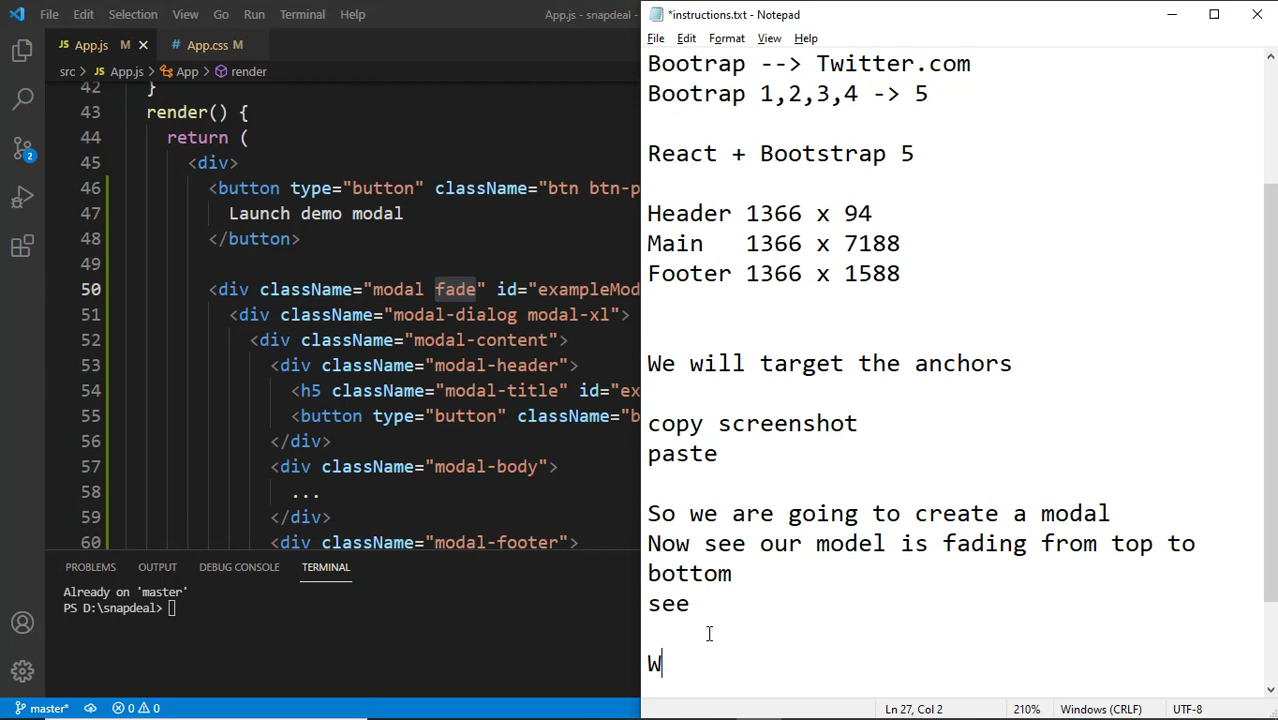 File Edit Selection View Go Run Terminal Help
App.js - snapdeal
App.js M
App.css M
src > App.js > App > render
42 }
43 render() {
44 return (
45 <div>
46 <button type="button" className="btn btn-p
47 Launch demo modal
48 </button>
49
50 <div className="modal fade" id="exampleMod
51 <div className="modal-dialog modal-xl">
52 <div className="modal-content">
53 <div className="modal-header">
54 <h5 className="modal-title" id="ex
55 <button type="button" className="b
56 </div>
57 <div className="modal-body">
58 ...
59 </div>
60 <div className="modal-footer">
2
PROBLEMS OUTPUT DEBUG CONSOLE TERMINAL
Already on 'master'
PS D:\snapdeal>
master* 0 0
*instructions.txt - Notepad
File Edit Format View Help
Bootrap --> Twitter.com
Bootrap 1,2,3,4 -> 5
React + Bootstrap 5
Header 1366 x 94
Main 1366 x 7188
Footer 1366 x 1588
We will target the anchors
copy screenshot
paste
So we are going to create a modal
Now see our model is fading from top to
bottom
see
W
Ln 27, Col 2 210% Windows (CRLF) UTF-8